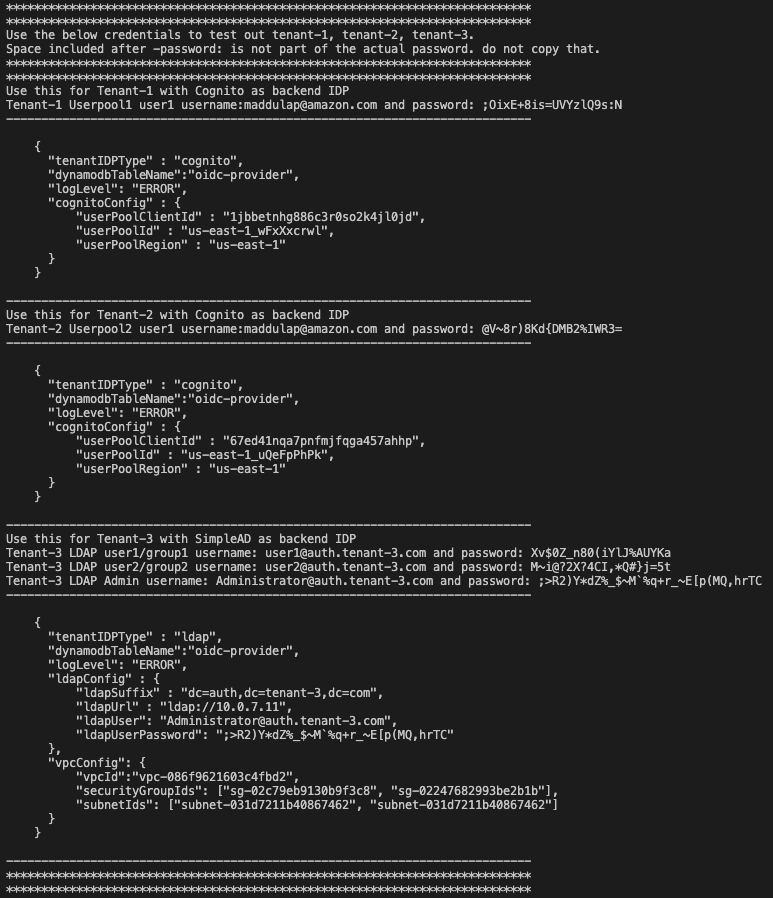 ***************************************************************************
***************************************************************************
Use the below credentials to test out tenant-1, tenant-2, tenant-3.
Space included after -password: is not part of the actual password. do not copy that.
***************************************************************************
***************************************************************************
Use this for Tenant-1 with Cognito as backend IDP
Tenant-1 Userpool1 user1 username:maddulap@amazon.com and password: ;OixE+8is=UVYzlQ9s:N
---------------------------------------------------------------------------
{
"tenantIDPType" : "cognito",
"dynamodbTableName":"oidc-provider",
"logLevel": "ERROR",
"cognitoConfig" : {
"userPoolClientId" : "1jbbetnhg886c3r0so2k4jl0jd",
"userPoolId" : "us-east-1_wFxXxcrwl",
"userPoolRegion" : "us-east-1"
}
}
---------------------------------------------------------------------------
Use this for Tenant-2 with Cognito as backend IDP
Tenant-2 Userpool2 user1 username:maddulap@amazon.com and password: @V~8r)8Kd{DMB2%IWR3=
---------------------------------------------------------------------------
{
"tenantIDPType" : "cognito",
"dynamodbTableName":"oidc-provider",
"logLevel": "ERROR",
"cognitoConfig" : {
"userPoolClientId" : "67ed41nqa7pnfmjfqga457ahhp",
"userPoolId" : "us-east-1_uQeFpPhPk",
"userPoolRegion" : "us-east-1"
}
}
---------------------------------------------------------------------------
Use this for Tenant-3 with SimpleAD as backend IDP
Tenant-3 LDAP user1/group1 username: user1@auth.tenant-3.com and password: Xv$0Z_n80(iYlJ%AUYKa
Tenant-3 LDAP user2/group2 username: user2@auth.tenant-3.com and password: M~i@?2X?4CI,*Q#}j=5t
Tenant-3 LDAP Admin username: Administrator@auth.tenant-3.com and password: ;>R2)Y*dZ%_$~M`%q+r_~E[p(MQ,hrTC
---------------------------------------------------------------------------
{
"tenantIDPType" : "ldap",
"dynamodbTableName":"oidc-provider",
"logLevel": "ERROR",
"ldapConfig" : {
"ldapSuffix" : "dc=auth,dc=tenant-3,dc=com",
"ldapUrl" : "ldap://10.0.7.11",
"ldapUser": "Administrator@auth.tenant-3.com",
"ldapUserPassword": ";>R2)Y*dZ%_$~M`%q+r_~E[p(MQ,hrTC"
},
"vpcConfig": {
"vpcId":"vpc-086f9621603c4fbd2",
"securityGroupIds": ["sg-02c79eb9130b9f3c8", "sg-02247682993be2b1b"],
"subnetIds": ["subnet-031d7211b40867462", "subnet-031d7211b40867462"]
}
}
---------------------------------------------------------------------------
***************************************************************************
***************************************************************************